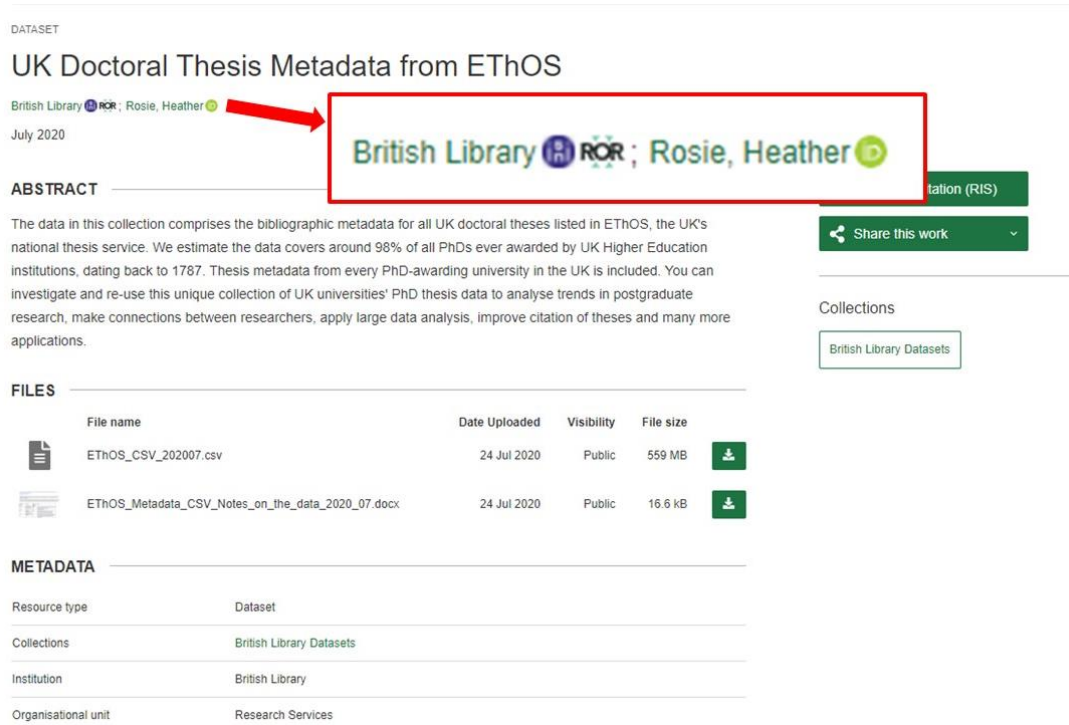 DATASET
UK Doctoral Thesis Metadata from EThOS
British Library ROR ; Rosie, Heather iD
July 2020
British Library ROR ; Rosie, Heather iD
ABSTRACT
The data in this collection comprises the bibliographic metadata for all UK doctoral theses listed in EThOS, the UK's
national thesis service. We estimate the data covers around 98% of all PhDs ever awarded by UK Higher Education
institutions, dating back to 1787. Thesis metadata from every PhD-awarding university in the UK is included. You can
investigate and re-use this unique collection of UK universities' PhD thesis data to analyse trends in postgraduate
research, make connections between researchers, apply large data analysis, improve citation of theses and many more
applications.
tation (RIS)
Share this work
Collections
British Library Datasets
FILES
File name Date Uploaded Visibility File size
EThOS_CSV_202007.csv 24 Jul 2020 Public 559 MB
EThOS_Metadata_CSV_Notes_on_the_data_2020_07.docx 24 Jul 2020 Public 16.6 kB
METADATA
Resource type Dataset
Collections British Library Datasets
Institution British Library
Organisational unit Research Services